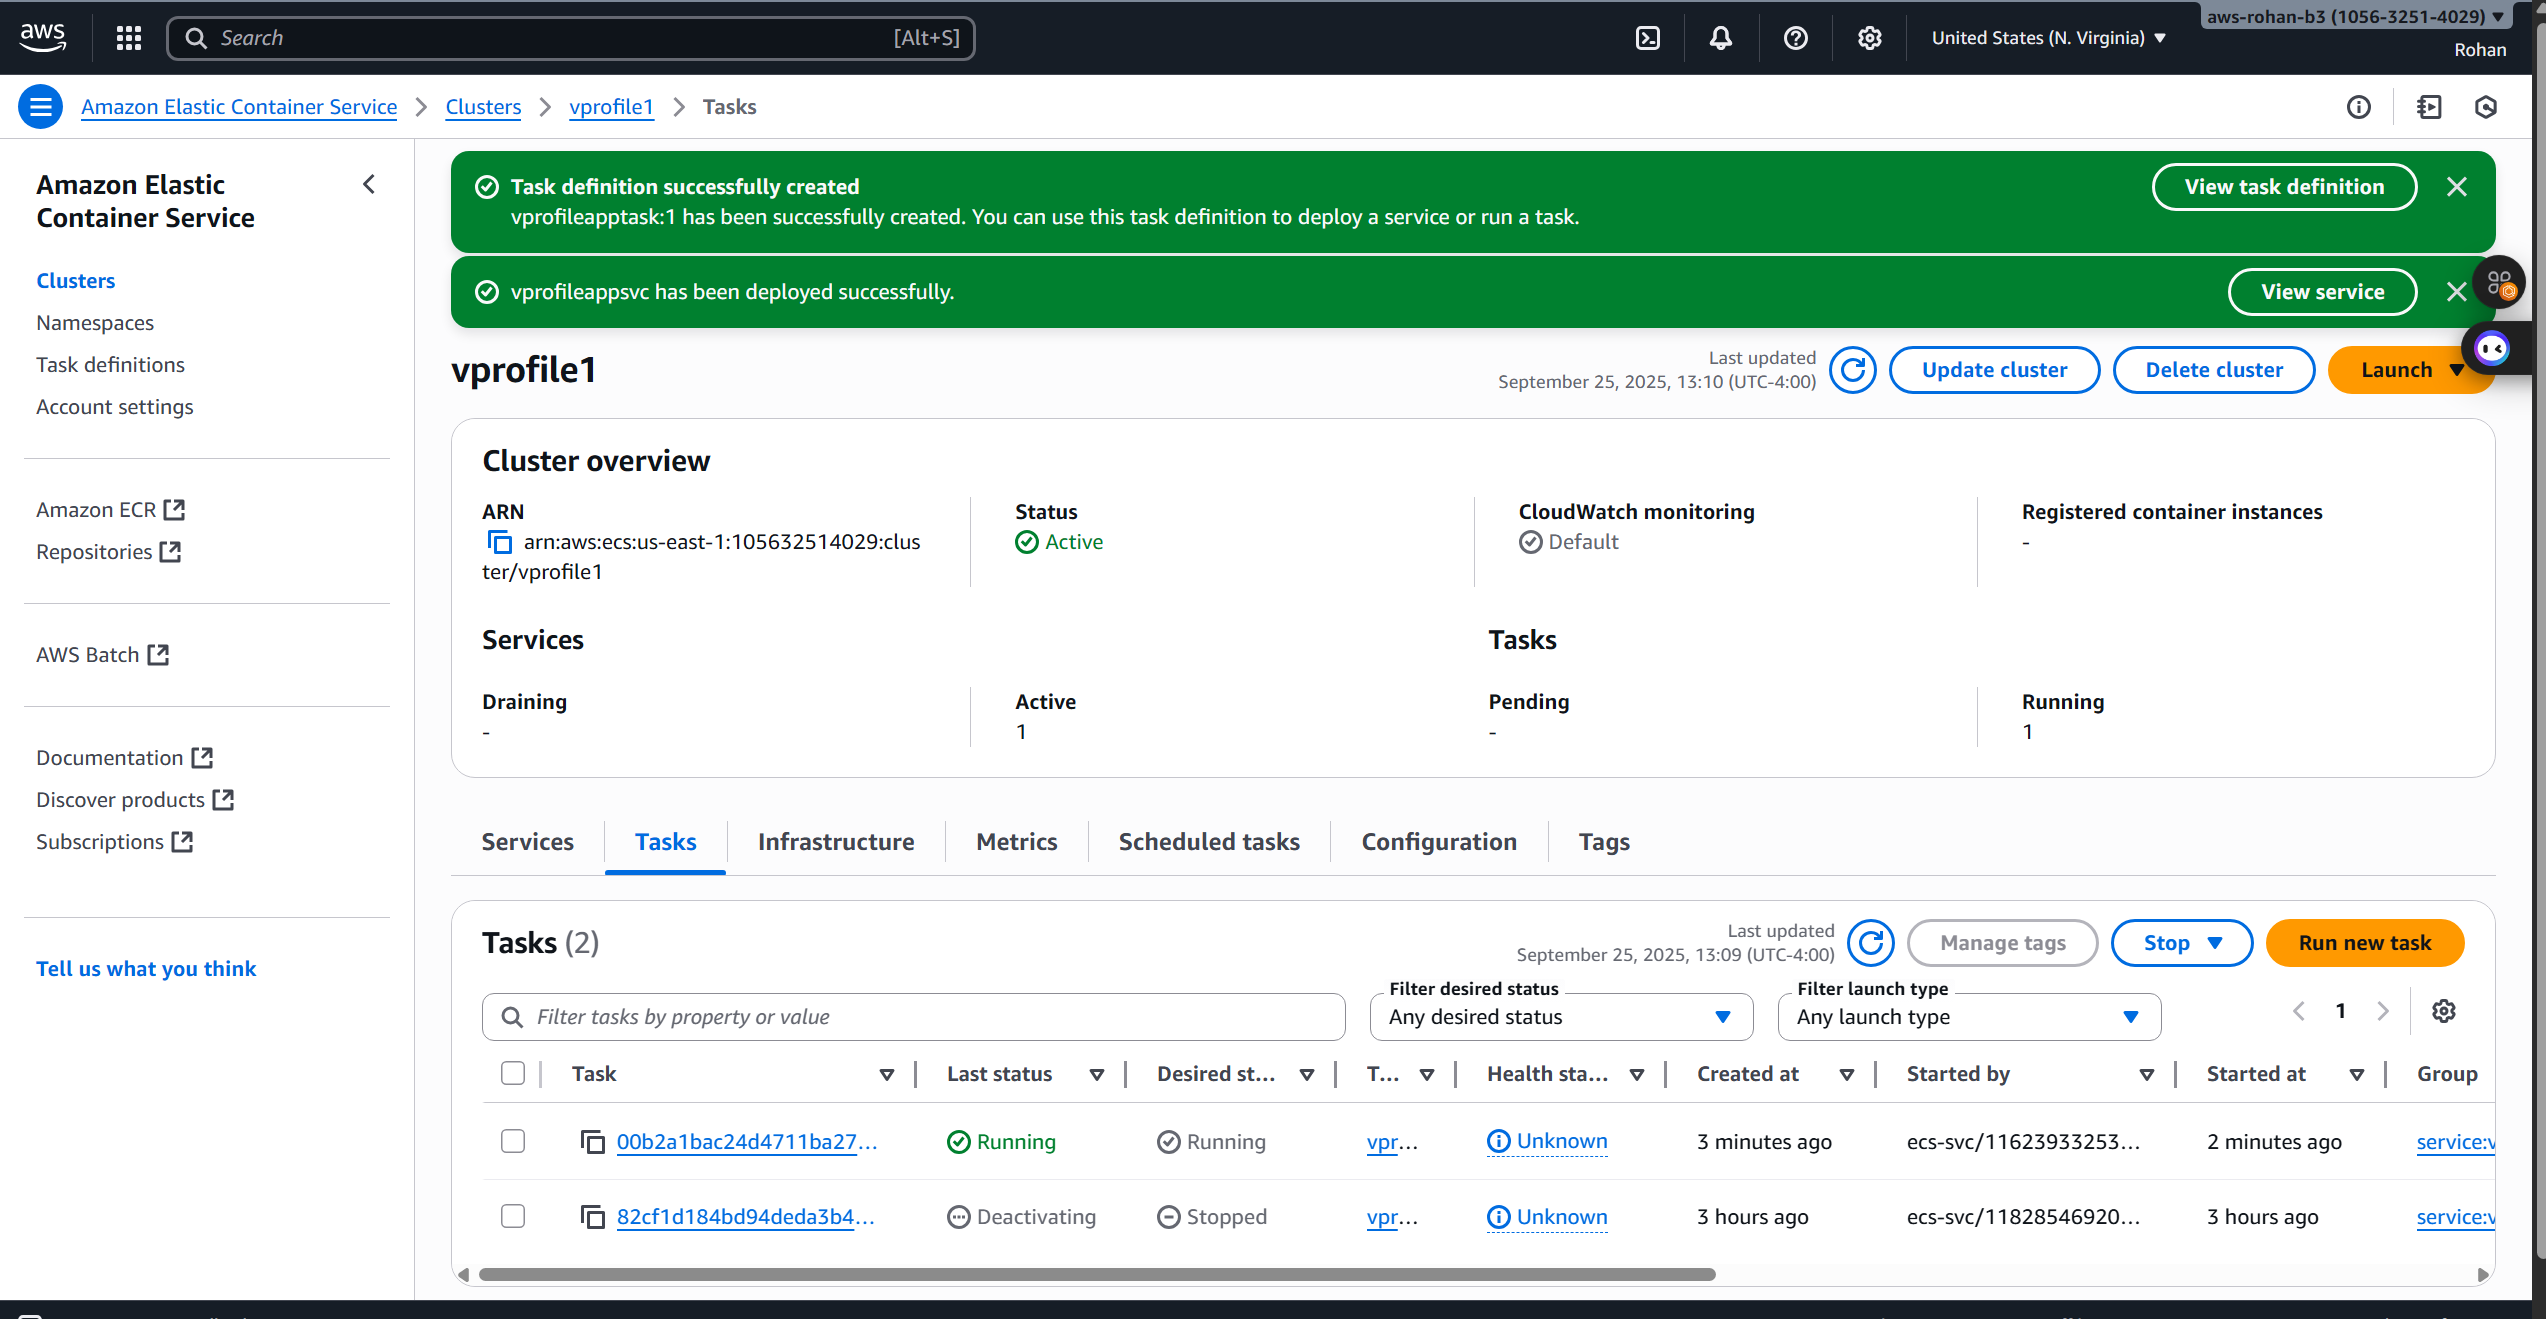 aws
Search
[Alt+S]
United States (N. Virginia)
aws-rohan-b3 (1056-3251-4029)
Rohan
Amazon Elastic Container Service
Clusters
vprofile1
Tasks
Amazon Elastic
Container Service
Clusters
Namespaces
Task definitions
Account settings
Amazon ECR
Repositories
AWS Batch
Documentation
Discover products
Subscriptions
Tell us what you think
Task definition successfully created
vprofileapptask:1 has been successfully created. You can use this task definition to deploy a service or run a task.
View task definition
vprofileappsvc has been deployed successfully.
View service
vprofile1
Last updated
September 25, 2025, 13:10 (UTC-4:00)
Update cluster
Delete cluster
Launch
Cluster overview
ARN
arn:aws:ecs:us-east-1:105632514029:clus
ter/vprofile1
Status
Active
CloudWatch monitoring
Default
Registered container instances
-
Services
Tasks
Draining
-
Active
1
Pending
-
Running
1
Services
Tasks
Infrastructure
Metrics
Scheduled tasks
Configuration
Tags
Tasks (2)
Last updated
September 25, 2025, 13:09 (UTC-4:00)
Manage tags
Stop
Run new task
Filter tasks by property or value
Filter desired status
Any desired status
Filter launch type
Any launch type
1
Task
Last status
Desired st...
T...
Health sta...
Created at
Started by
Started at
Group
00b2a1bac24d4711ba27...
Running
Running
vpr...
Unknown
3 minutes ago
ecs-svc/11623933253...
2 minutes ago
service:v
82cf1d184bd94deda3b4...
Deactivating
Stopped
vpr...
Unknown
3 hours ago
ecs-svc/11828546920...
3 hours ago
service:v